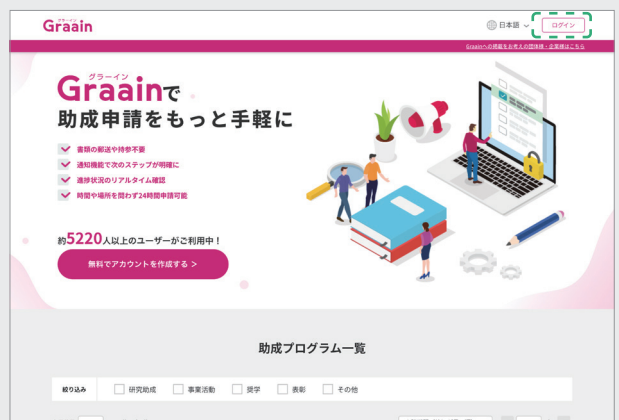 グラーイン
Graain
日本語
ログイン
Graainへの掲載をお考えの団体様・企業様はこちら
グラーイン
Graainで
助成申請をもっと手軽に
書類の郵送や持参不要
通知機能で次のステップが明確に
進捗状況のリアルタイム確認
時間や場所を問わず24時間申請可能
約5220人以上のユーザーがご利用中！
無料でアカウントを作成する >
助成プログラム一覧
絞り込み
研究助成
事業活動
奨学
表彰
その他